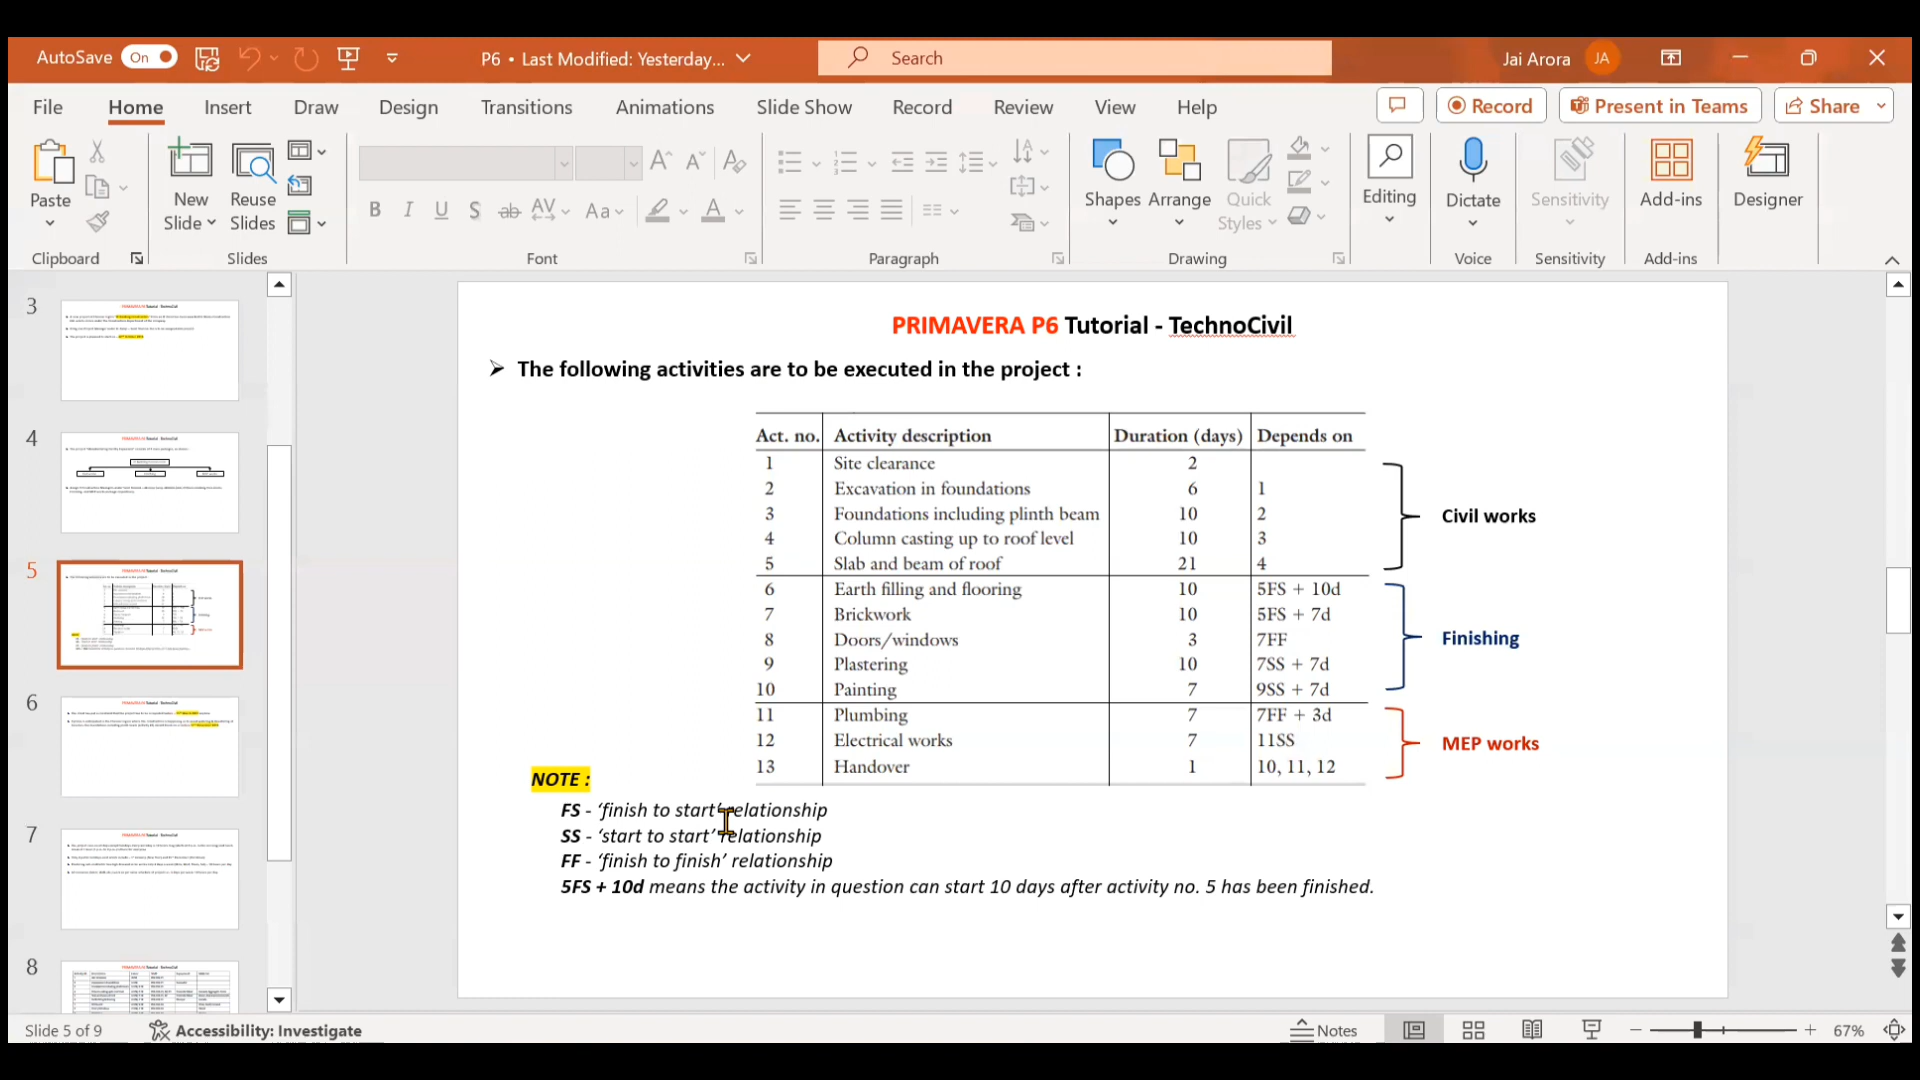 AutoSave On P6 • Last Modified: Yesterday... Search Jai Arora JA
File Home Insert Draw Design Transitions Animations Slide Show Record Review View Help Record Present in Teams Share
Paste New Slide Reuse Slides Shapes Arrange Quick Styles Editing Dictate Sensitivity Add-ins Designer
Clipboard Slides Font Paragraph Drawing Voice Sensitivity Add-ins
3
4
5
6
7
8
PRIMAVERA P6 Tutorial - TechnoCivil
➢ The following activities are to be executed in the project :
Act. no. Activity description Duration (days) Depends on
1 Site clearance 2
2 Excavation in foundations 6 1
3 Foundations including plinth beam 10 2
4 Column casting up to roof level 10 3
5 Slab and beam of roof 21 4
Civil works
6 Earth filling and flooring 10 5FS + 10d
7 Brickwork 10 5FS + 7d
8 Doors/windows 3 7FF
9 Plastering 10 7SS + 7d
10 Painting 7 9SS + 7d
Finishing
11 Plumbing 7 7FF + 3d
12 Electrical works 7 11SS
13 Handover 1 10, 11, 12
MEP works
NOTE :
FS - ‘finish to start’ relationship
SS - ‘start to start’ relationship
FF - ‘finish to finish’ relationship
5FS + 10d means the activity in question can start 10 days after activity no. 5 has been finished.
Slide 5 of 9 Accessibility: Investigate Notes 67%